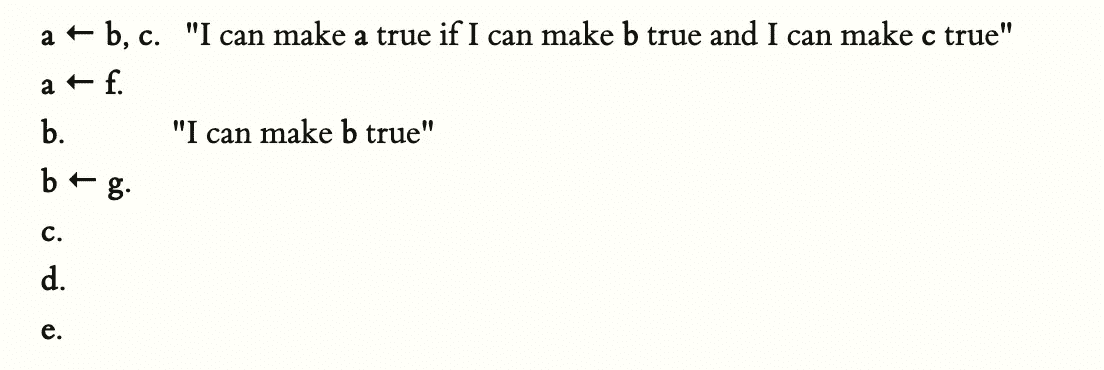 a ← b, c. "I can make a true if I can make b true and I can make c true"
a ← f.
b. "I can make b true"
b ← g.
c.
d.
e.